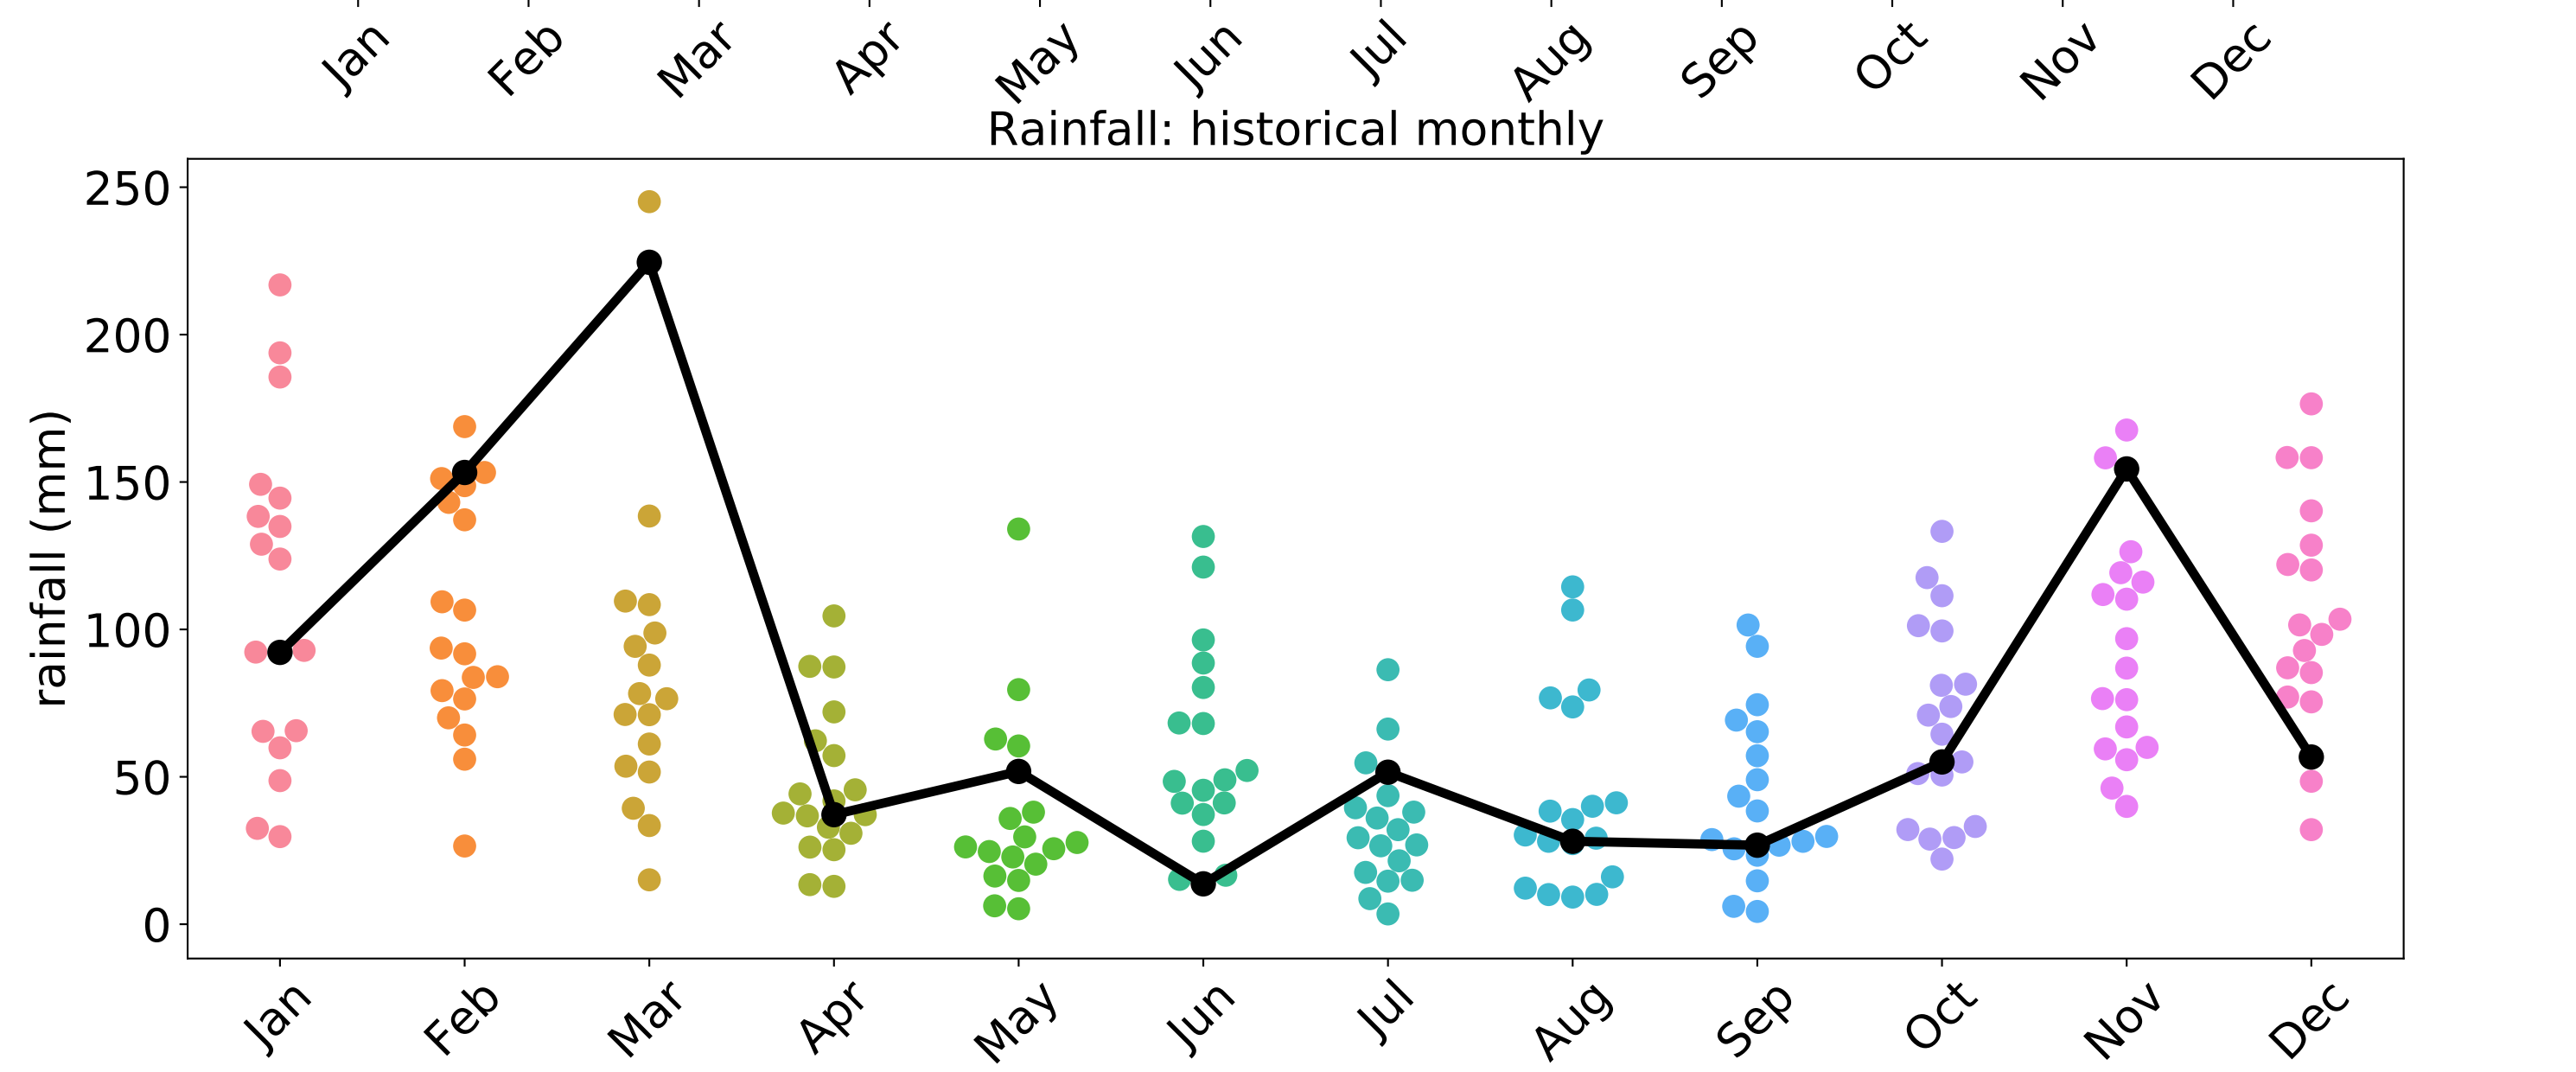 Jan Feb Mar Apr May Jun Jul Aug Sep Oct Nov Dec
Rainfall: historical monthly
250
200
150
100
50
0
rainfall (mm)
Jan Feb Mar Apr May Jun Jul Aug Sep Oct Nov Dec